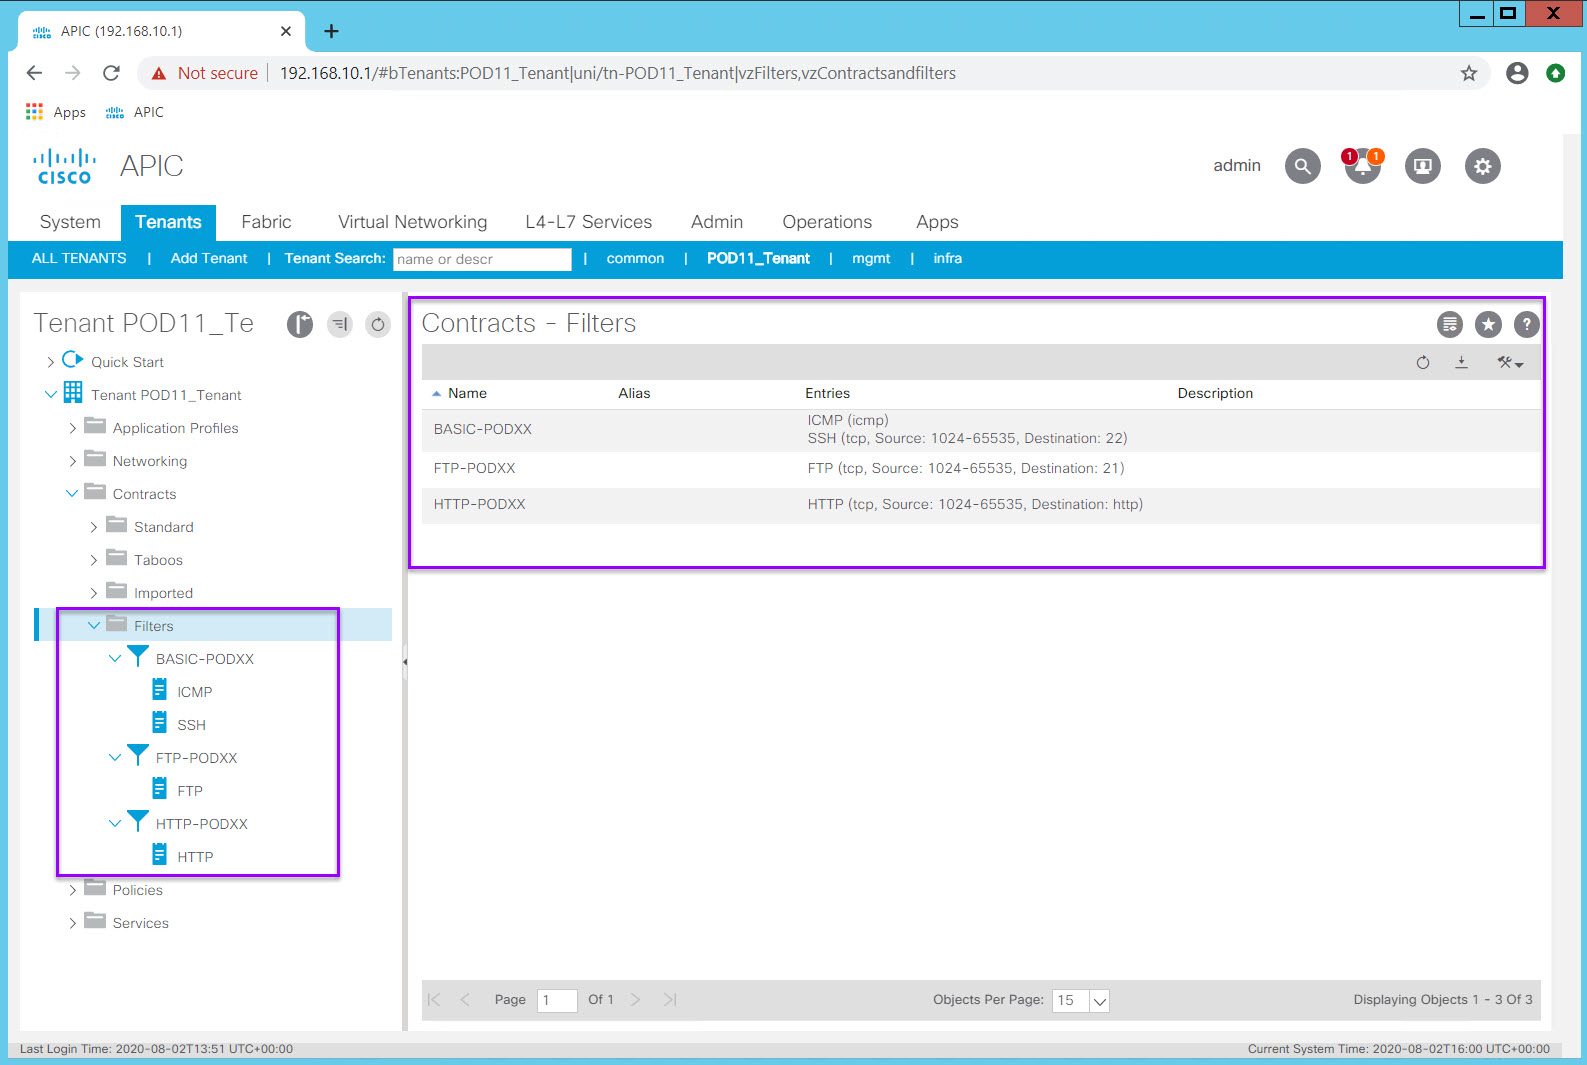 APIC (192.168.10.1)
Not secure 192.168.10.1/#bTenants:POD11_Tenant|uni/tn-POD11_Tenant|vzFilters,vzContractsandfilters
Apps APIC
CISCO APIC
admin 1 1
System Tenants Fabric Virtual Networking L4-L7 Services Admin Operations Apps
ALL TENANTS | Add Tenant | Tenant Search: name or descr | common | POD11_Tenant | mgmt | infra
Tenant POD11_Te
Quick Start
Tenant POD11_Tenant
Application Profiles
Networking
Contracts
Standard
Taboos
Imported
Filters
BASIC-PODXX
ICMP
SSH
FTP-PODXX
FTP
HTTP-PODXX
HTTP
Policies
Services
Contracts - Filters
Name Alias Entries Description
BASIC-PODXX ICMP (icmp)
SSH (tcp, Source: 1024-65535, Destination: 22)
FTP-PODXX FTP (tcp, Source: 1024-65535, Destination: 21)
HTTP-PODXX HTTP (tcp, Source: 1024-65535, Destination: http)
Page 1 Of 1 Objects Per Page: 15 Displaying Objects 1 - 3 Of 3
Last Login Time: 2020-08-02T13:51 UTC+00:00 Current System Time: 2020-08-02T16:00 UTC+00:00